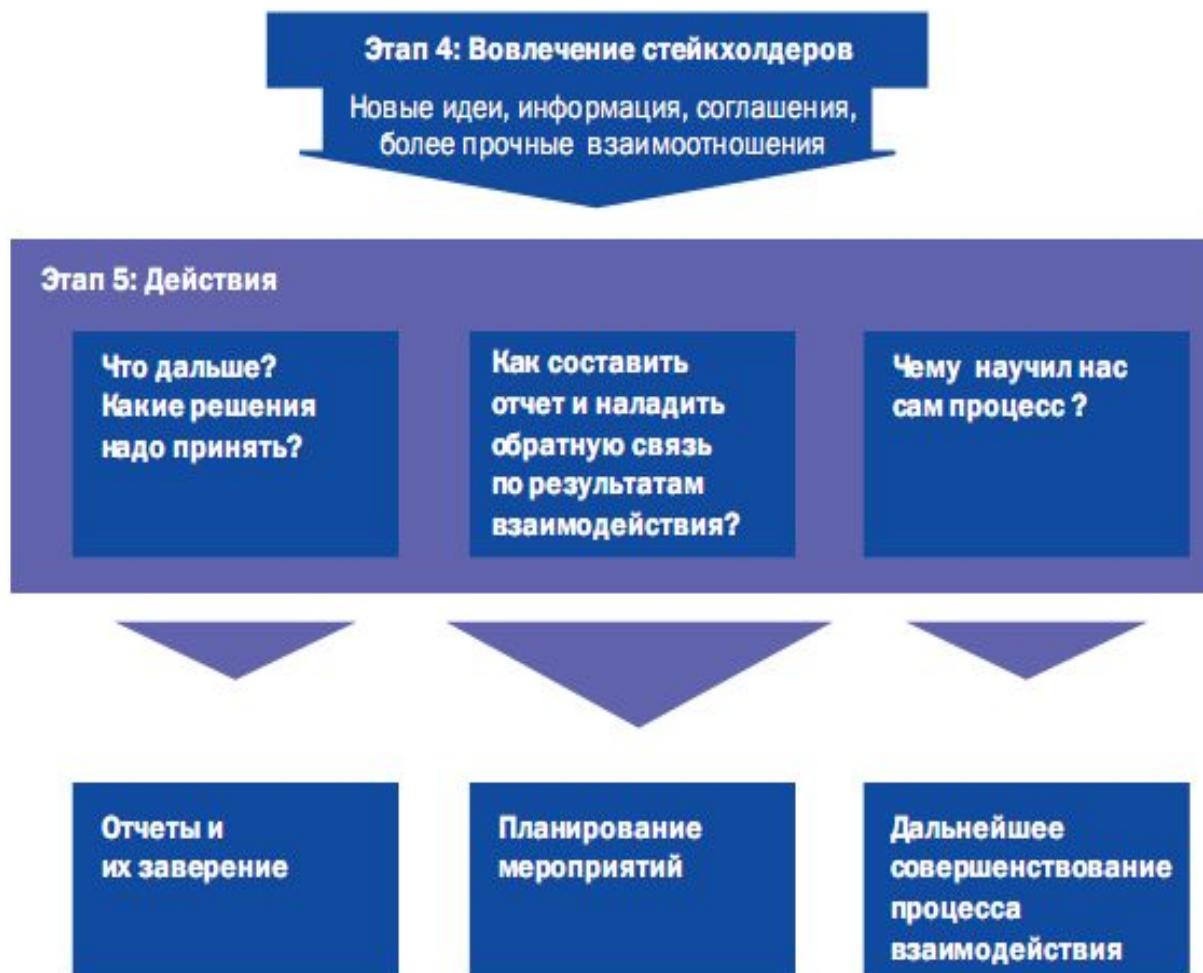 Этап 4: Вовлечение стейкхолдеров
Новые идеи, информация, соглашения,
более прочные взаимоотношения
Этап 5: Действия
Что дальше?
Какие решения
надо принять?
Как составить
отчет и наладить
обратную связь
по результатам
взаимодействия?
Чему научил нас
сам процесс ?
Отчеты и
их заверение
Планирование
мероприятий
Дальнейшее
совершенствование
процесса
взаимодействия